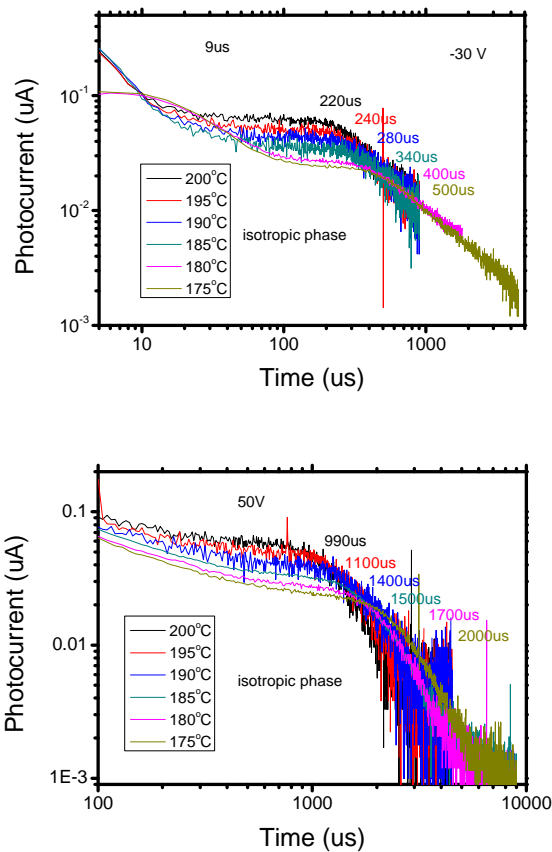 9us
-30 V
10⁻¹
10⁻²
10⁻³
Photocurrent (uA)
220us
240us
280us
340us
400us
500us
200°C
195°C
190°C
185°C
180°C
175°C
isotropic phase
10
100
1000
Time (us)
50V
0.1
0.01
1E-3
Photocurrent (uA)
990us
1100us
1400us
1500us
1700us
2000us
200°C
195°C
190°C
185°C
180°C
175°C
isotropic phase
100
1000
10000
Time (us)